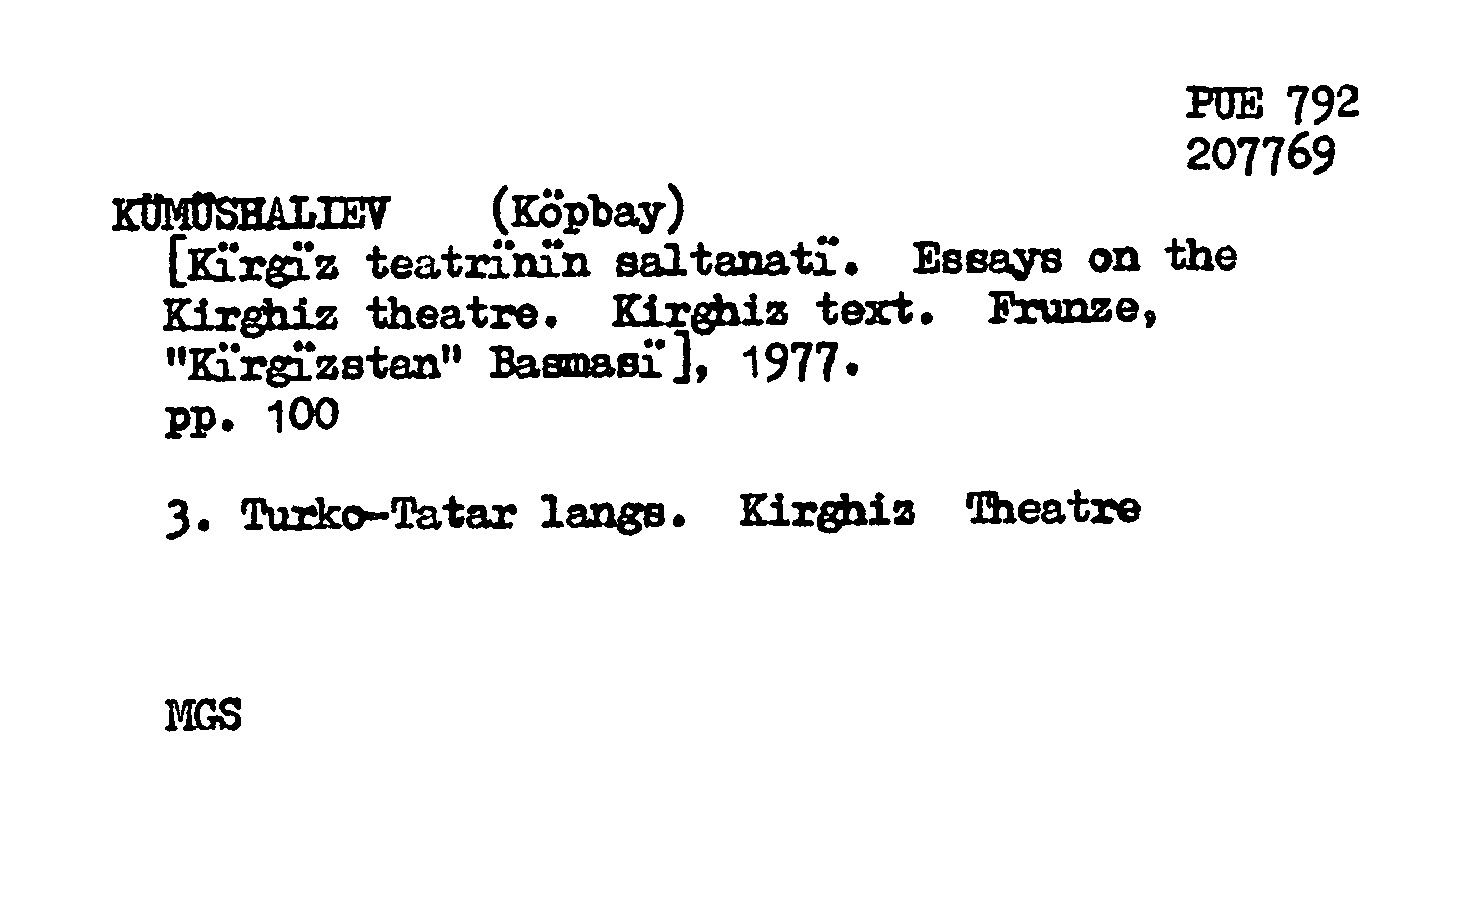 PUE 792
207769
KÜMÜSHALIEV (Köpbay)
[Kïrgïz teatrïnïn saltanatï. Essays on the
Kirghiz theatre. Kirghiz text. Frunze,
"Kïrgïzstan" Basmasï], 1977.
pp. 100
3. Turko-Tatar langs. Kirghiz Theatre
MGS